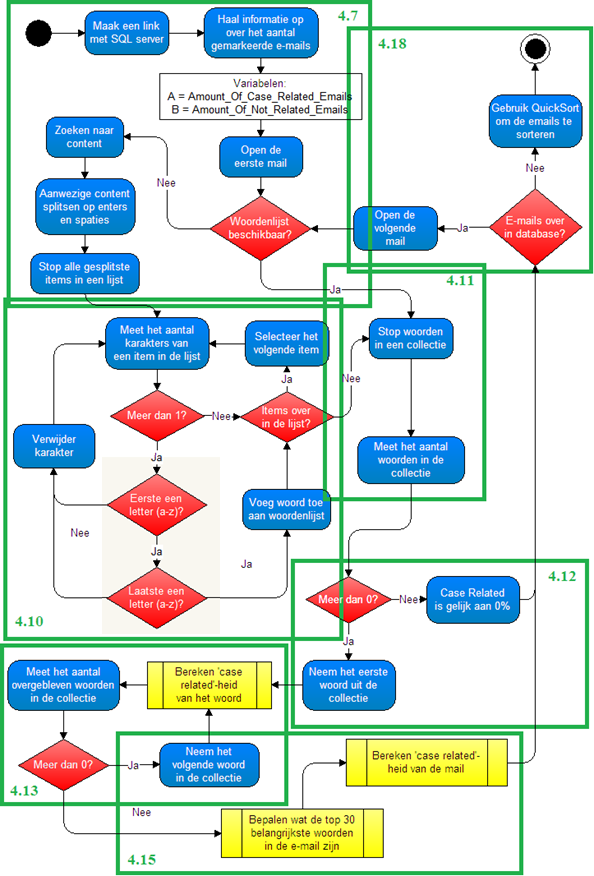 4.7
Maak een link
met SQL server
Haal informatie op
over het aantal
gemarkeerde e-mails
Variabelen:
A = Amount_Of_Case_Related_Emails
B = Amount_Of_Not_Related_Emails
Zoeken naar
content
Open de
eerste mail
Nee
Aanwezige content
splitsen op enters
en spaties
Woordenlijst
beschikbaar?
Stop alle gesplitste
items in een lijst
Ja
4.18
Gebruik QuickSort
om de emails te
sorteren
Nee
E-mails over
in database?
Ja
Open de
volgende
mail
4.11
Stop woorden
in een collectie
Meet het aantal
woorden in de
collectie
Meet het aantal
karakters van
een item in de lijst
Selecteer het
volgende item
Ja
Nee
Meer dan 1?
Nee
Items over
in de lijst?
Verwijder
karakter
Ja
Eerste een
letter (a-z)?
Voeg woord toe
aan woordenlijst
Nee
Ja
Ja
Laatste een
letter (a-z)?
4.10
4.12
Meer dan 0?
Nee
Case Related
is gelijk aan 0%
Ja
Neem het eerste
woord uit de
collectie
Meet het aantal
overgebleven woorden
in de collectie
Bereken 'case
related'-heid
van het woord
Meer dan 0?
Ja
Neem het
volgende woord
in de collectie
4.13
Nee
Bereken 'case related'-
heid van de mail
Bepalen wat de top 30
belangrijkste woorden
in de e-mail zijn
4.15